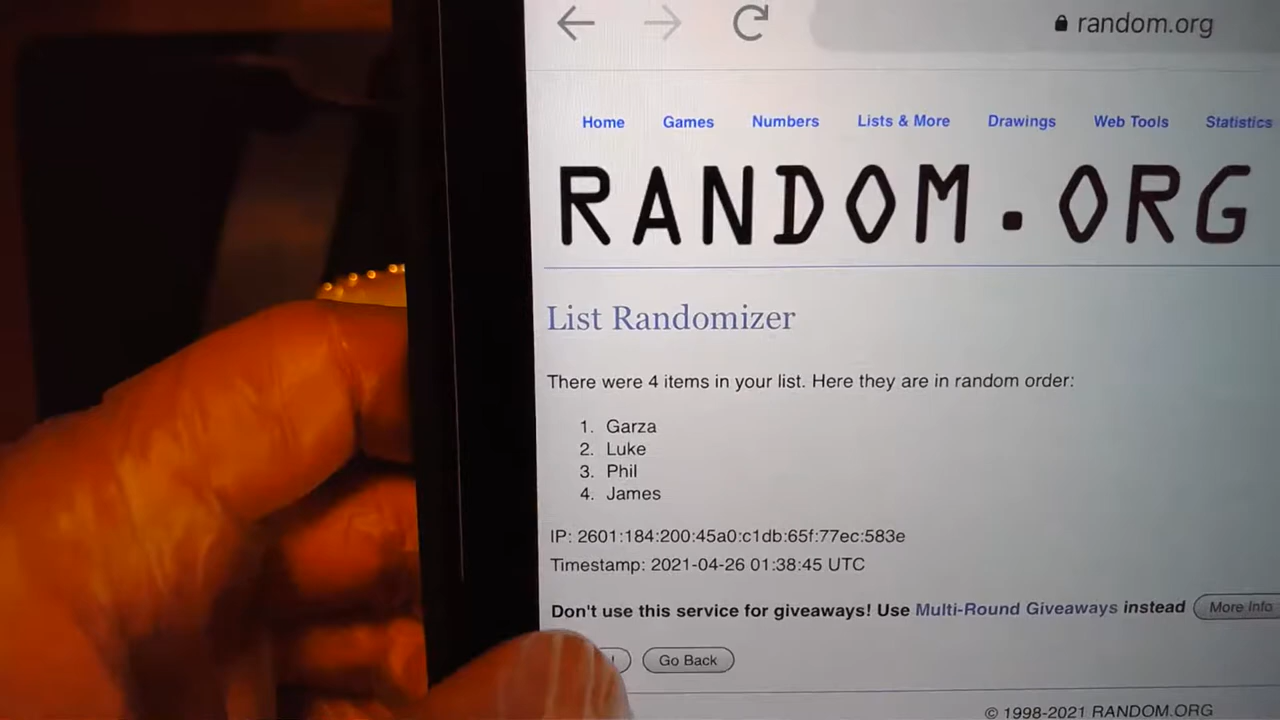 random.org
Home Games Numbers Lists & More Drawings Web Tools Statistics
RANDOM.ORG
List Randomizer
There were 4 items in your list. Here they are in random order:
1. Garza
2. Luke
3. Phil
4. James
IP: 2601:184:200:45a0:c1db:65f:77ec:583e
Timestamp: 2021-04-26 01:38:45 UTC
Don't use this service for giveaways! Use Multi-Round Giveaways instead More Info
Go Back
© 1998-2021 RANDOM.ORG